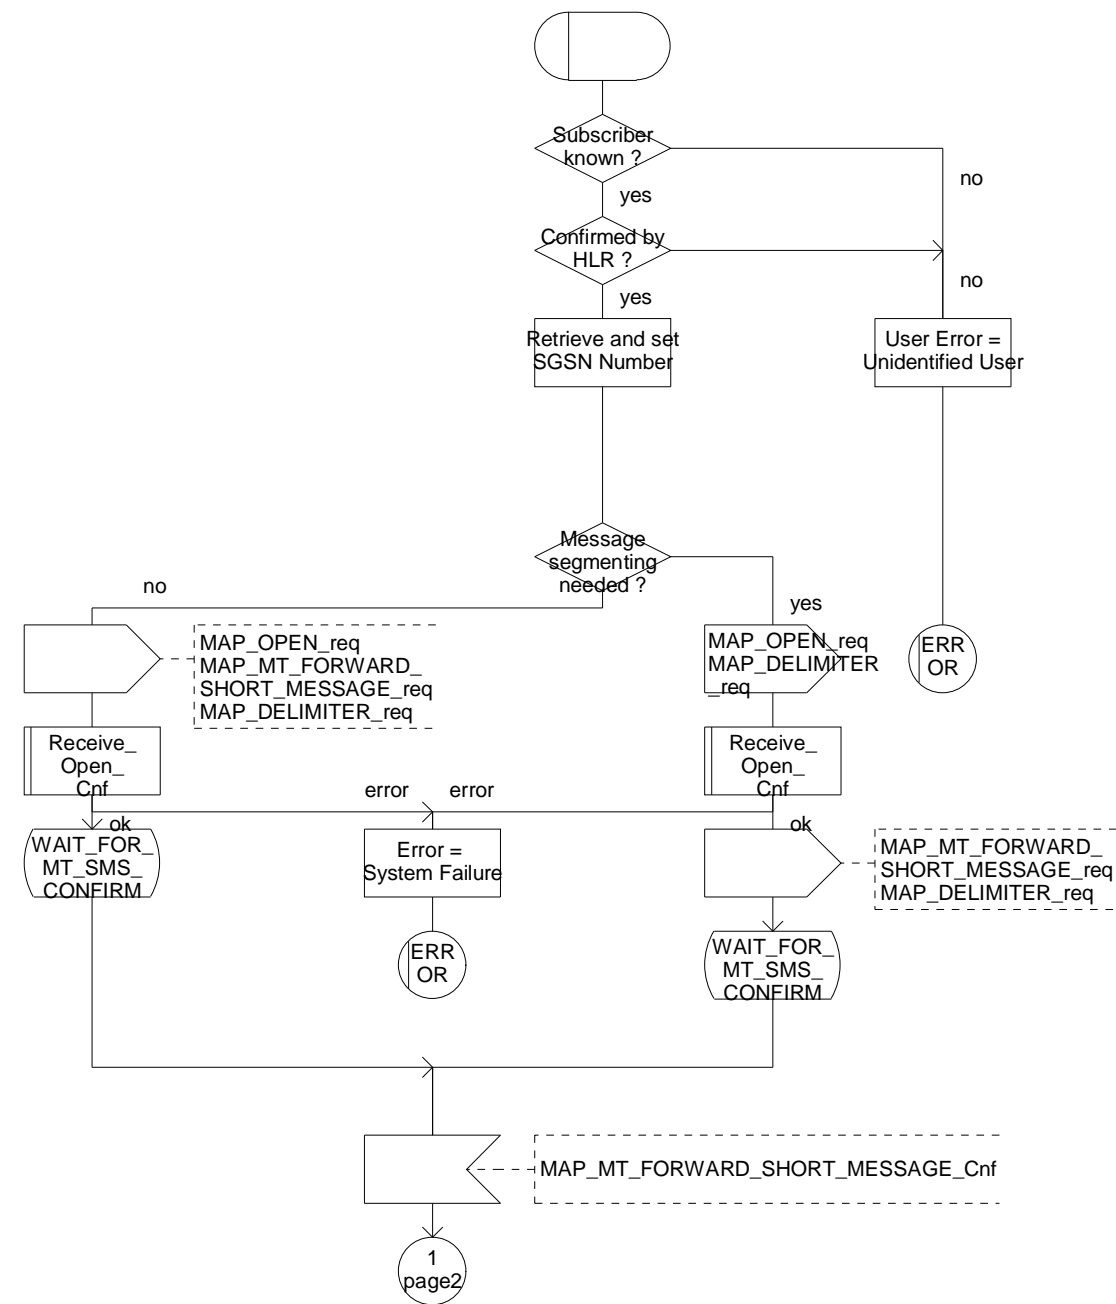 Subscriber
known ?
no
yes
Confirmed by
HLR ?
no
yes
Retrieve and set
SGSN Number
User Error =
Unidentified User
Message
segmenting
needed ?
no
yes
MAP_OPEN_req
MAP_MT_FORWARD_
SHORT_MESSAGE_req
MAP_DELIMITER_req
MAP_OPEN_req
MAP_DELIMITER
_req
ERR
OR
Receive_
Open_
Cnf
Receive_
Open_
Cnf
error
error
ok
ok
WAIT_FOR_
MT_SMS_
CONFIRM
Error =
System Failure
MAP_MT_FORWARD_
SHORT_MESSAGE_req
MAP_DELIMITER_req
ERR
OR
WAIT_FOR_
MT_SMS_
CONFIRM
MAP_MT_FORWARD_SHORT_MESSAGE_Cnf
1
page2